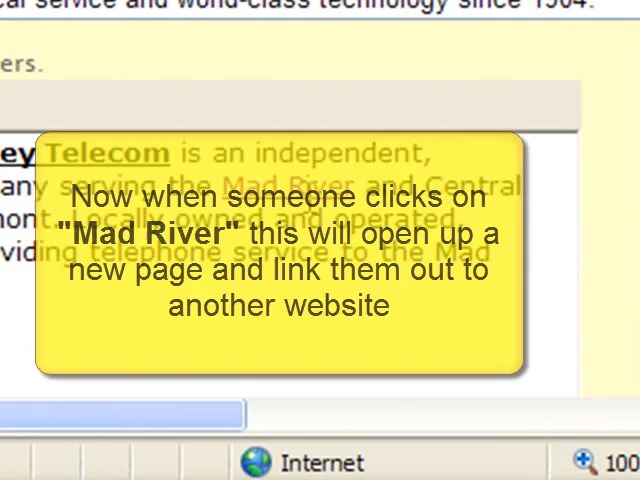 cal service and world-class technology since 1904.
ers.
ey Telecom is an independent,
any serving the Mad River and Central
mont. Locally owned and operated,
viding telephone service to the Mad
Now when someone clicks on
"Mad River" this will open up a
new page and link them out to
another website
Internet
100